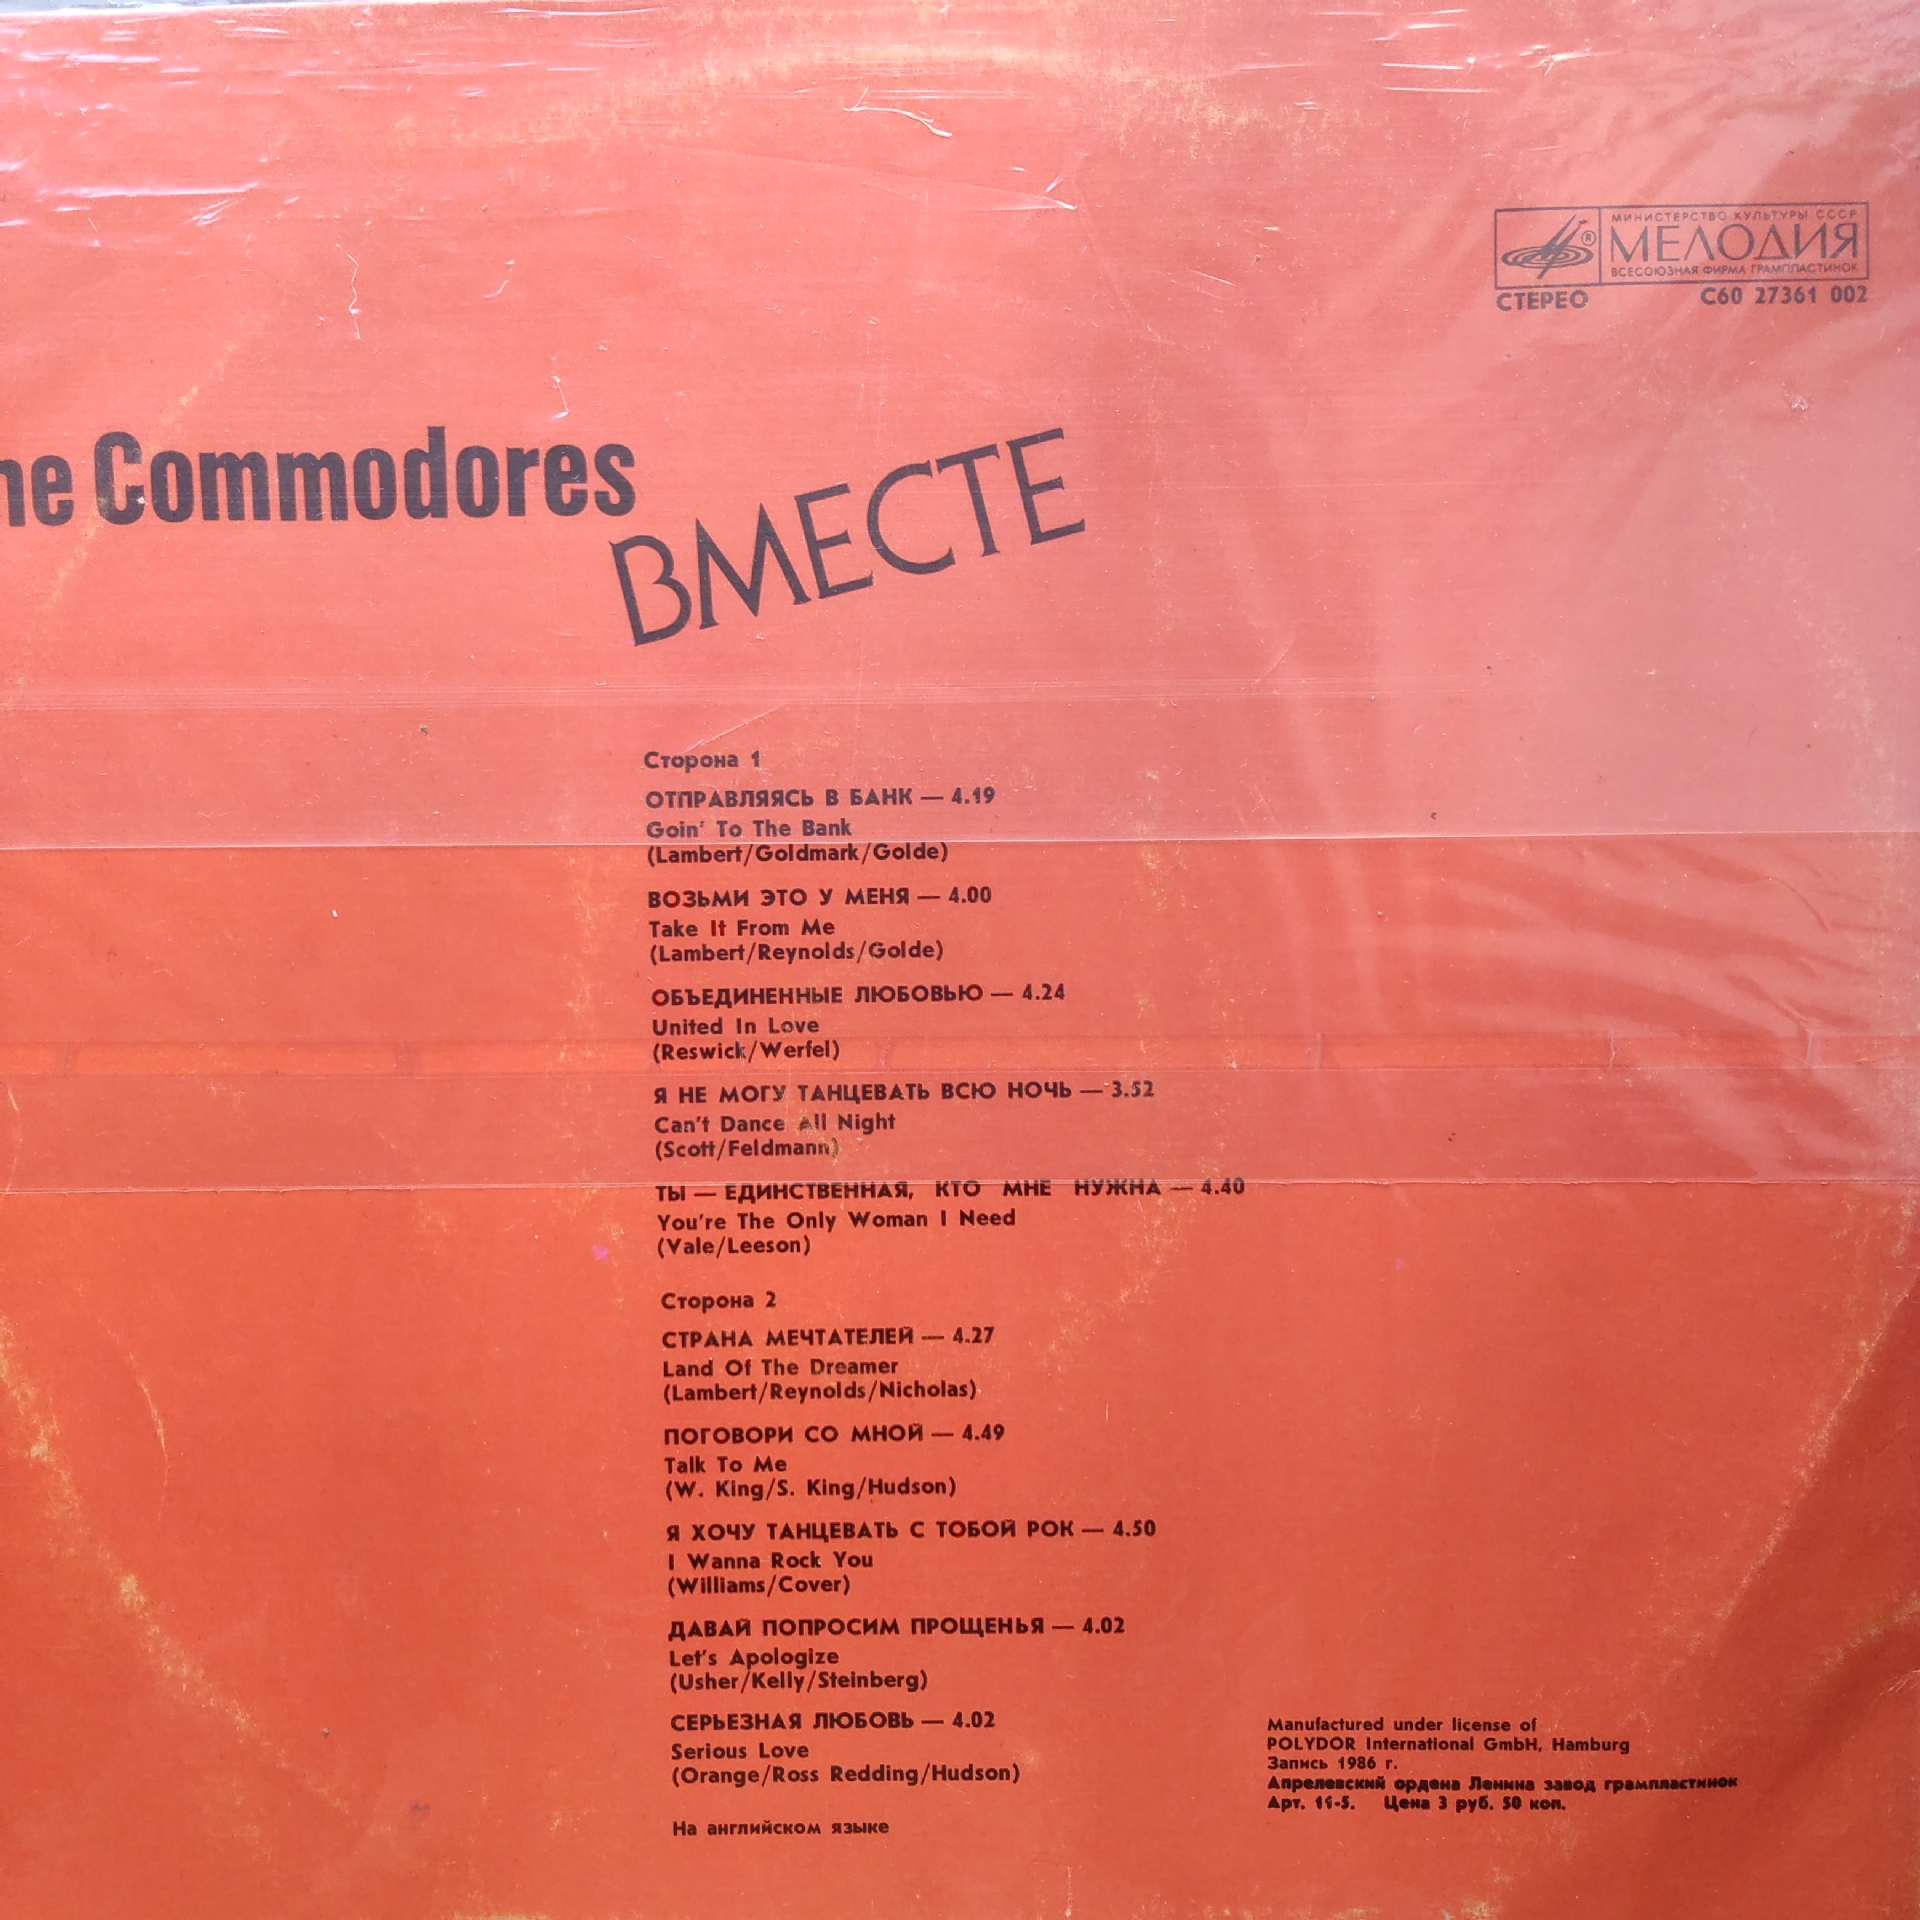 МИНИСТЕРСТВО КУЛЬТУРЫ СССР
МЕЛОДИЯ
ВСЕСОЮЗНАЯ ФИРМА ГРАМПЛАСТИНОК
СТЕРЕО С60 27361 002
he Commodores
ВМЕСТЕ
Сторона 1
ОТПРАВЛЯЯСЬ В БАНК — 4.19
Goin' To The Bank
(Lambert/Goldmark/Golde)
ВОЗЬМИ ЭТО У МЕНЯ — 4.00
Take It From Me
(Lambert/Reynolds/Golde)
ОБЪЕДИНЕННЫЕ ЛЮБОВЬЮ — 4.24
United In Love
(Reswick/Werfel)
Я НЕ МОГУ ТАНЦЕВАТЬ ВСЮ НОЧЬ — 3.52
Can't Dance All Night
(Scott/Feldmann)
ТЫ — ЕДИНСТВЕННАЯ, КТО МНЕ НУЖНА — 4.40
You're The Only Woman I Need
(Vale/Leeson)
Сторона 2
СТРАНА МЕЧТАТЕЛЕЙ — 4.27
Land Of The Dreamer
(Lambert/Reynolds/Nicholas)
ПОГОВОРИ СО МНОЙ — 4.49
Talk To Me
(W. King/S. King/Hudson)
Я ХОЧУ ТАНЦЕВАТЬ С ТОБОЙ РОК — 4.50
I Wanna Rock You
(Williams/Cover)
ДАВАЙ ПОПРОСИМ ПРОЩЕНЬЯ — 4.02
Let's Apologize
(Usher/Kelly/Steinberg)
СЕРЬЕЗНАЯ ЛЮБОВЬ — 4.02
Serious Love
(Orange/Ross Redding/Hudson)
На английском языке
Manufactured under license of
POLYDOR International GmbH, Hamburg
Запись 1986 г.
Апрелевский ордена Ленина завод грампластинок
Арт. 11-5. Цена 3 руб. 50 коп.